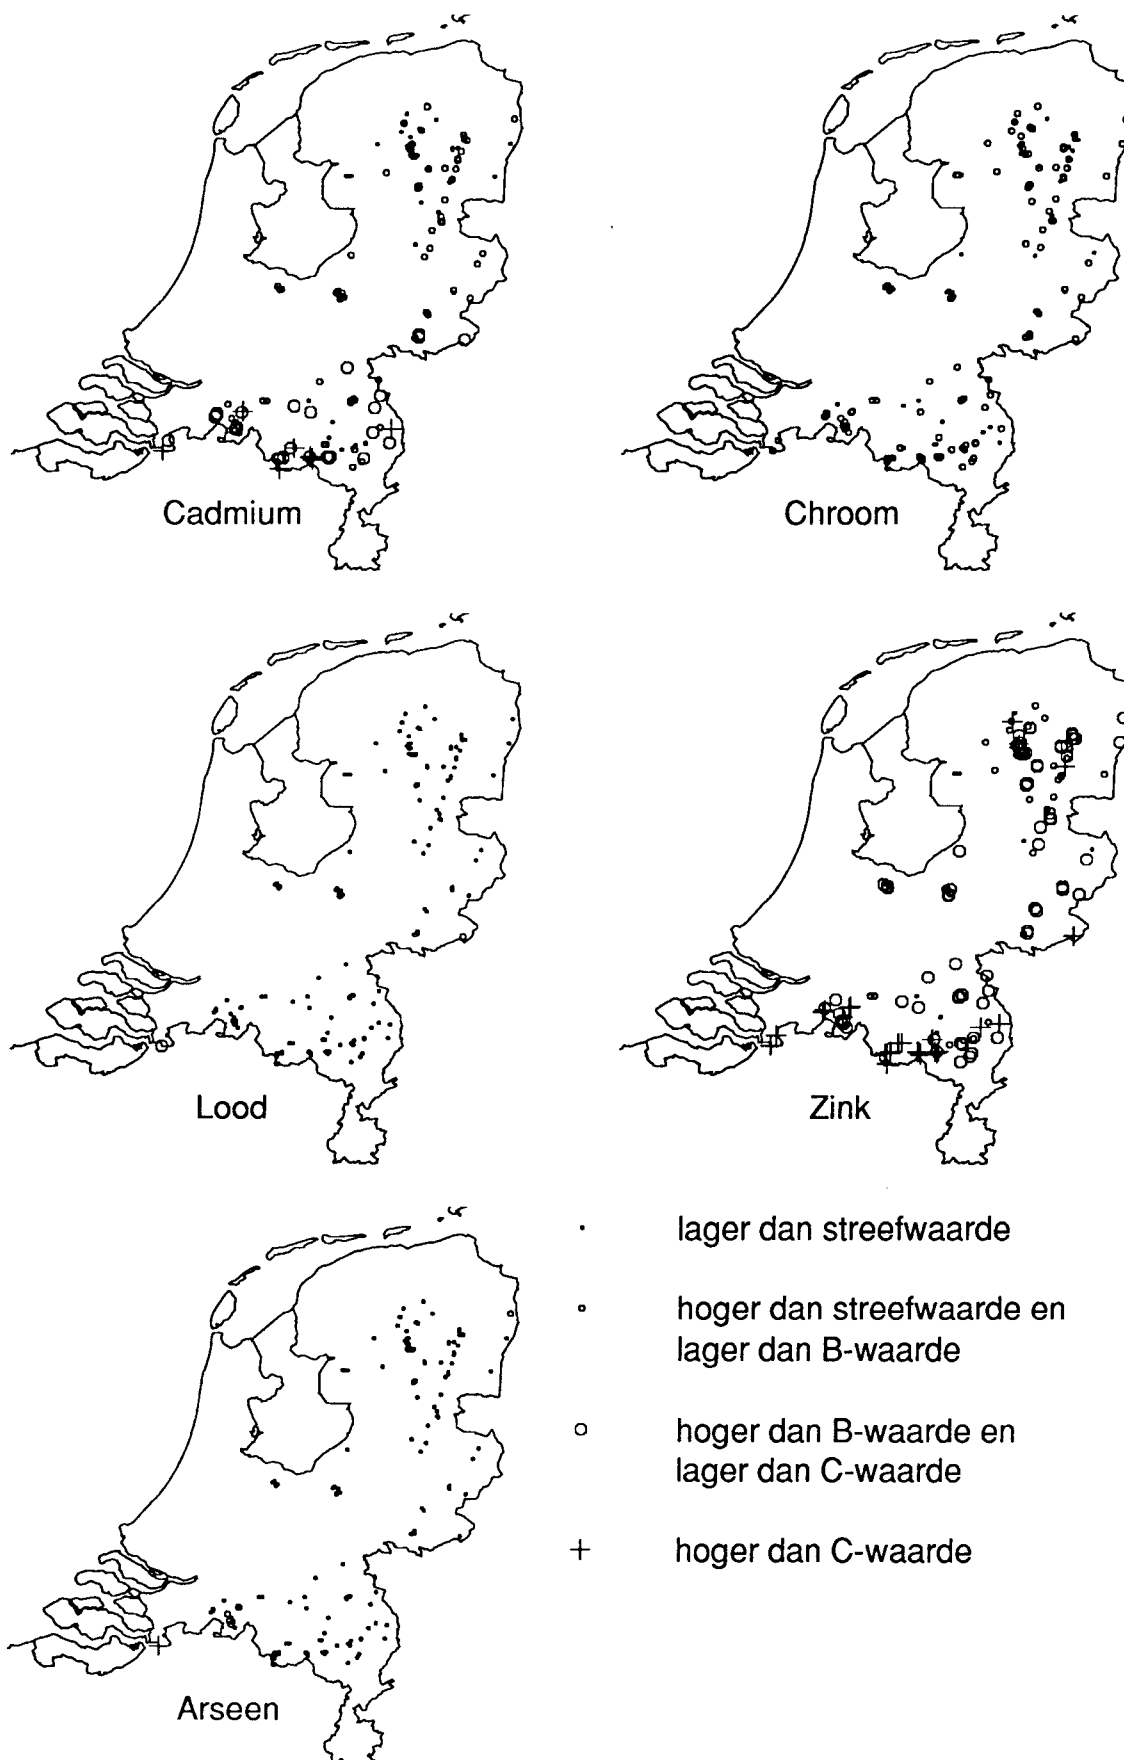 Cadmium
Chroom
Lood
Zink
Arseen
lager dan streefwaarde
hoger dan streefwaarde en
lager dan B-waarde
hoger dan B-waarde en
lager dan C-waarde
hoger dan C-waarde